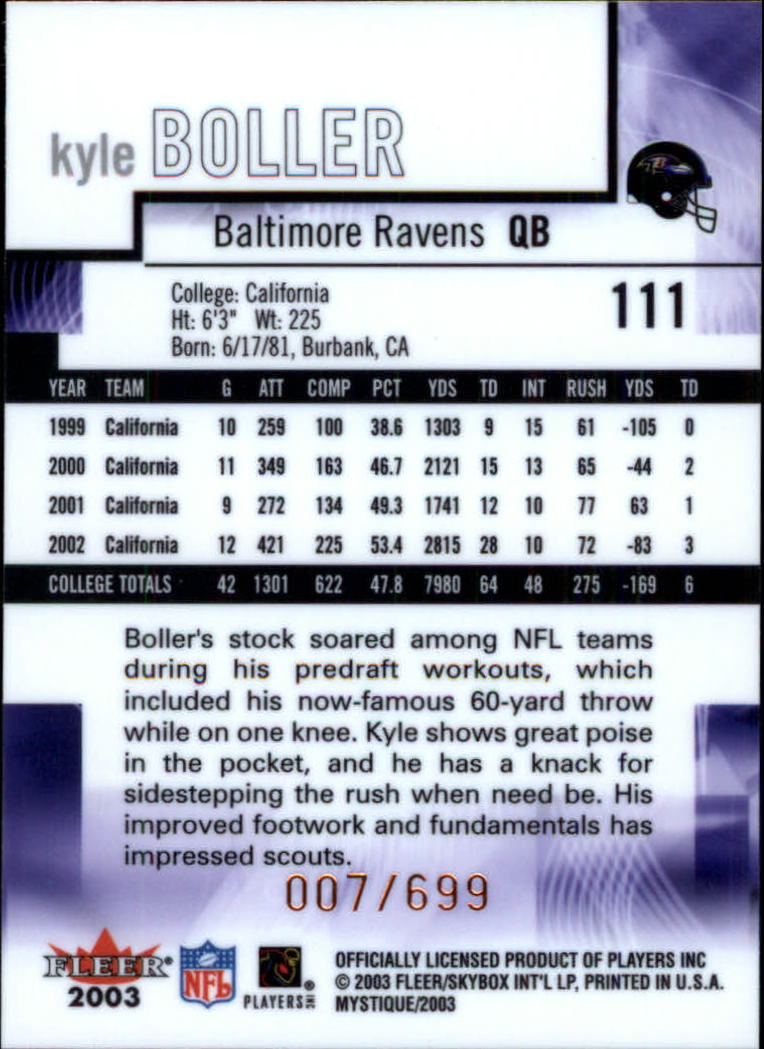 kyle BOLLER
Baltimore Ravens QB
College: California
Ht: 6'3" Wt: 225
Born: 6/17/81, Burbank, CA
111
YEAR TEAM G ATT COMP PCT YDS TD INT RUSH YDS TD
1999 California 10 259 100 38.6 1303 9 15 61 -105 0
2000 California 11 349 163 46.7 2121 15 13 65 -44 2
2001 California 9 272 134 49.3 1741 12 10 77 63 1
2002 California 12 421 225 53.4 2815 28 10 72 -83 3
COLLEGE TOTALS 42 1301 622 47.8 7980 64 48 275 -169 6
Boller's stock soared among NFL teams
during his predraft workouts, which
included his now-famous 60-yard throw
while on one knee. Kyle shows great poise
in the pocket, and he has a knack for
sidestepping the rush when need be. His
improved footwork and fundamentals has
impressed scouts.
007/699
FLEER®
2003
NFL
PLAYERS INC ®
OFFICIALLY LICENSED PRODUCT OF PLAYERS INC
© 2003 FLEER/SKYBOX INT'L LP, PRINTED IN U.S.A.
MYSTIQUE/2003